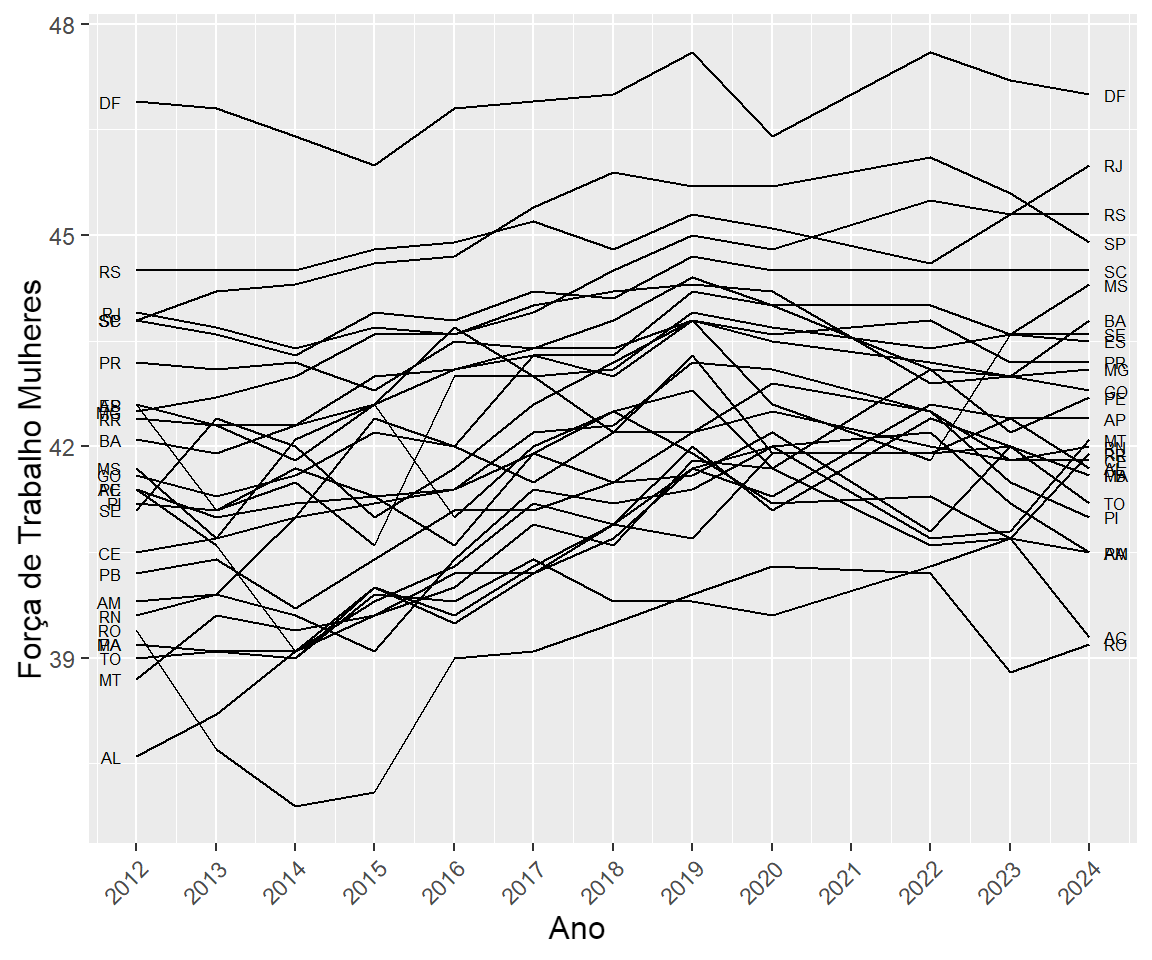 48
45
42
39
Força de Trabalho Mulheres
DF
RS
RJ
PR
RR
BA
MS
GO
PI
SE
CE
PB
AM
RN
RO
TO
MT
AL
DF
RJ
RS
SP
SC
MS
BA
SE
ES
PR
MG
GO
PE
AP
MT
TO
PI
AC
RO
2012
2013
2014
2015
2016
2017
2018
2019
2020
2021
2022
2023
2024
Ano